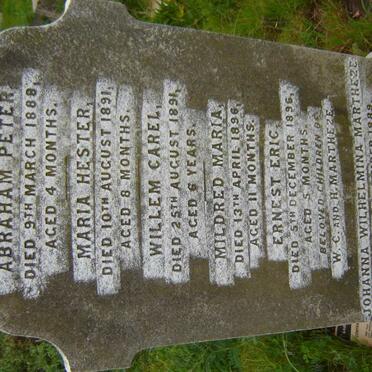 ABRAHAM PETER
DIED 9TH MARCH 1888,
AGED 4 MONTHS.
MARIA HESTER,
DIED 10TH AUGUST 1891,
AGED 8 MONTHS.
WILLEM CAREL,
DIED 25TH AUGUST 1891,
AGED 6 YEARS.
MILDRED MARIA,
DIED 13TH APRIL 1896,
AGED MONTHS.
ERNEST ERIC,
DIED 5TH DECEMBER 1896,
AGED MONTHS.
BELOVED CHILDREN OF
W.C. AND H. MARTHEZE.
JOHANNA WILHELMINA MARTHEZE